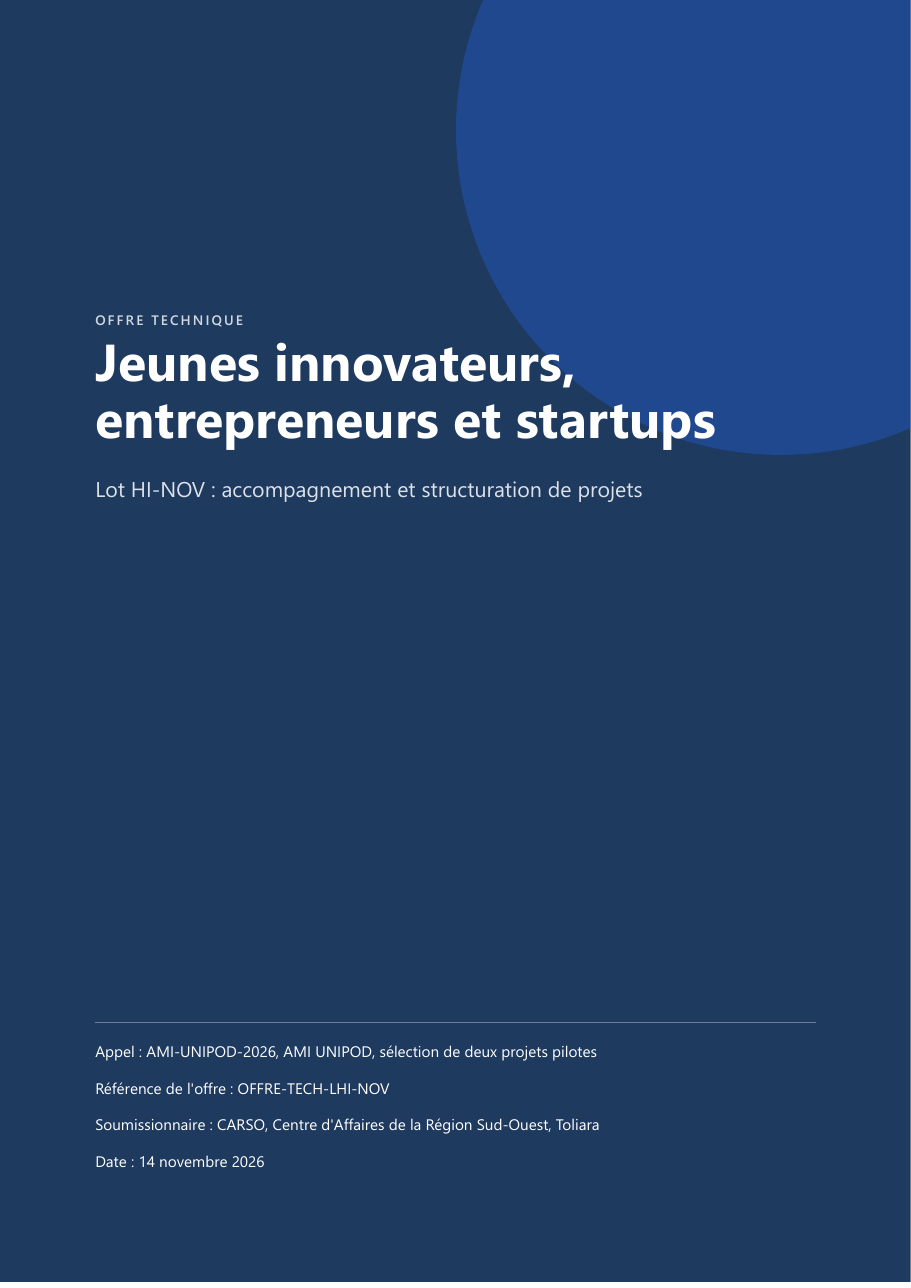 OFFRE TECHNIQUE
Jeunes innovateurs,
entrepreneurs et startups
Lot HI-NOV : accompagnement et structuration de projets
Appel : AMI-UNIPOD-2026, AMI UNIPOD, sélection de deux projets pilotes
Référence de l'offre : OFFRE-TECH-LHI-NOV
Soumissionnaire : CARSO, Centre d'Affaires de la Région Sud-Ouest, Toliara
Date : 14 novembre 2026